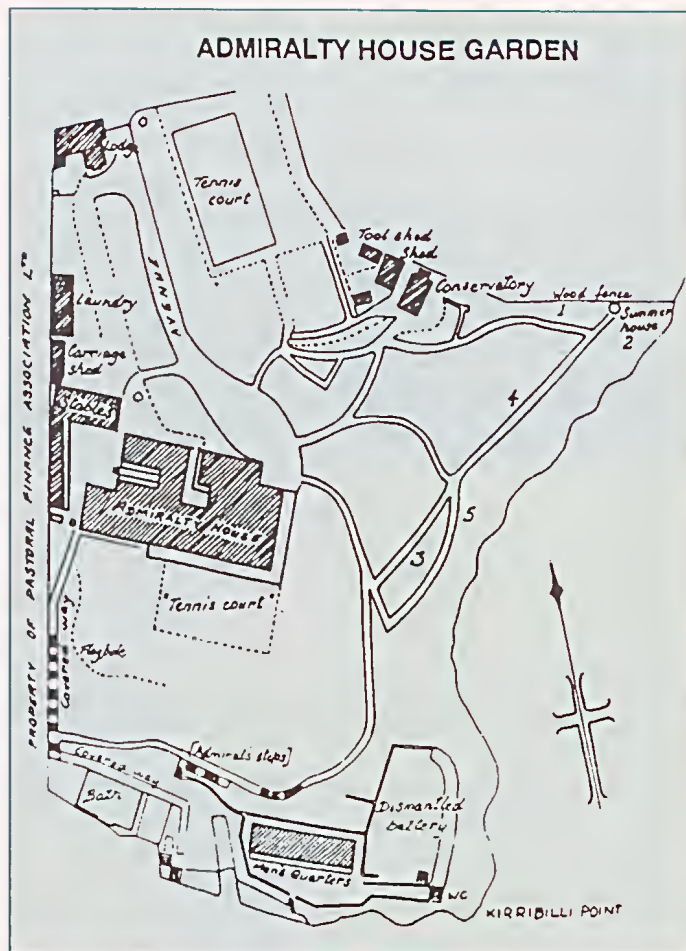 ADMIRALTY HOUSE GARDEN
Lodge
Tennis
court
Tool shed
Shed
Conservatory
Wood fence
1
Summer
house
2
Laundry
Carriage
shed
Stables
4
ADMIRALTY HOUSE
5
3
"Tennis court"
PROPERTY OF PASTORAL FINANCE ASSOCIATION LTD
Covered way
Flagpole
Covered way
[Admiral's steps]
Bath
Dismantled
battery
Men's Quarters
WC
KIRRIBILLI POINT